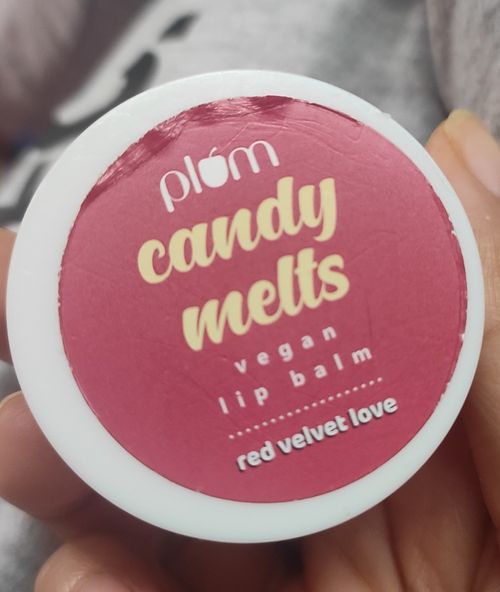 plum
candy
melts
vegan
lip balm
red velvet love